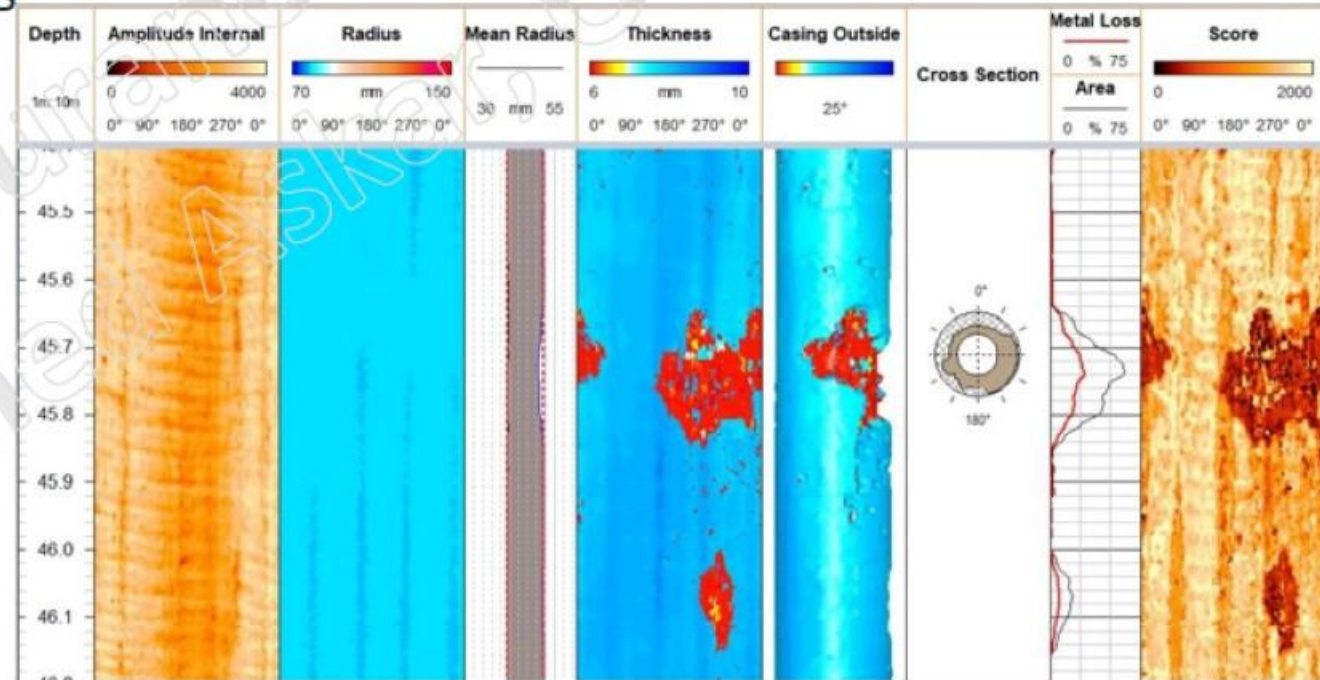 Depth
1m:10m
Amplitude Internal
0 4000
0° 90° 180° 270° 0°
Radius
70 mm 150
0° 90° 180° 270° 0°
Mean Radius
30 mm 55
Thickness
6 mm 10
0° 90° 180° 270° 0°
Casing Outside
25°
Cross Section
Metal Loss
0 % 75
Area
0 % 75
Score
0 2000
0° 90° 180° 270° 0°
45.5
45.6
45.7
45.8
45.9
46.0
46.1
0°
180°
Askar,